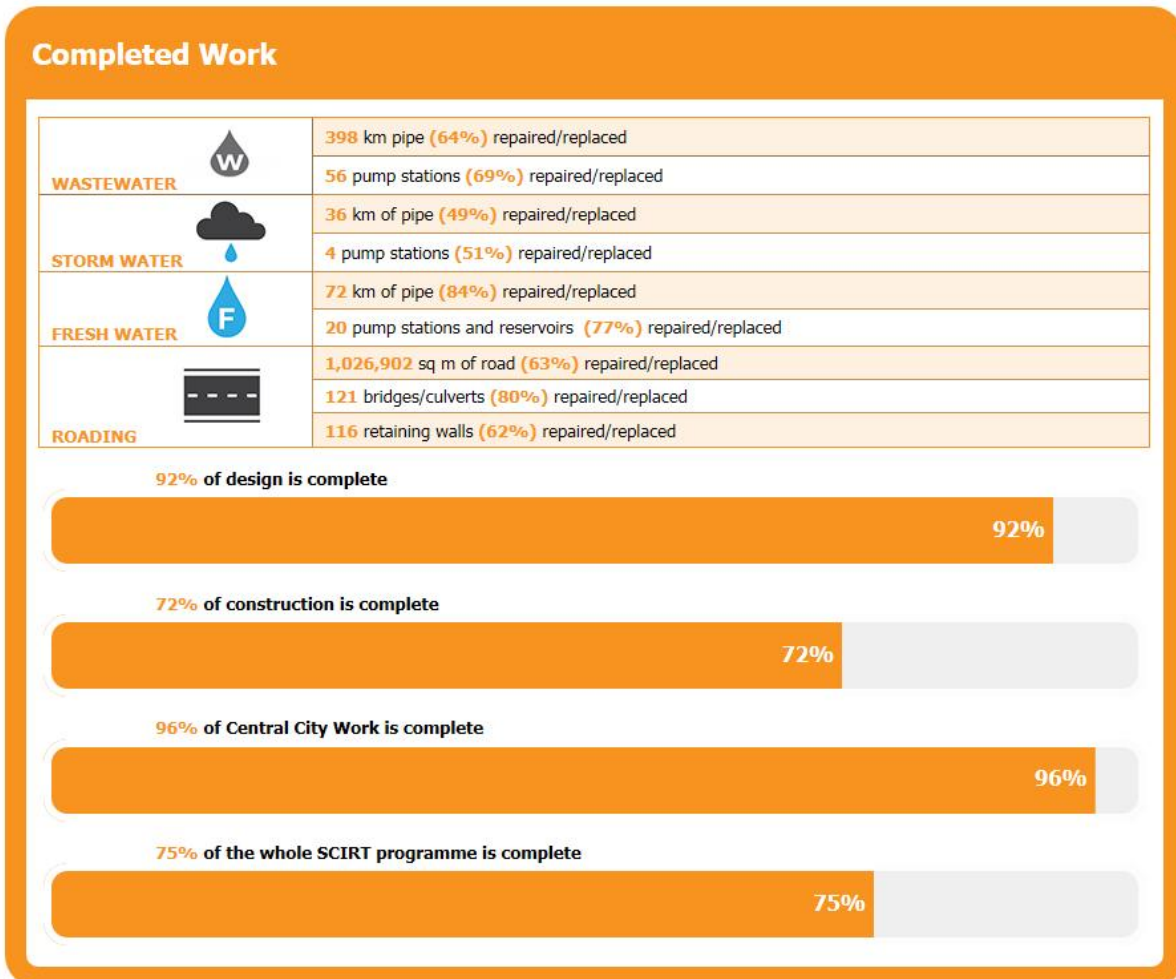 Completed Work
W
WASTEWATER
398 km pipe (64%) repaired/replaced
56 pump stations (69%) repaired/replaced
STORM WATER
36 km of pipe (49%) repaired/replaced
4 pump stations (51%) repaired/replaced
F
FRESH WATER
72 km of pipe (84%) repaired/replaced
20 pump stations and reservoirs (77%) repaired/replaced
ROADING
1,026,902 sq m of road (63%) repaired/replaced
121 bridges/culverts (80%) repaired/replaced
116 retaining walls (62%) repaired/replaced
92% of design is complete
92%
72% of construction is complete
72%
96% of Central City Work is complete
96%
75% of the whole SCIRT programme is complete
75%